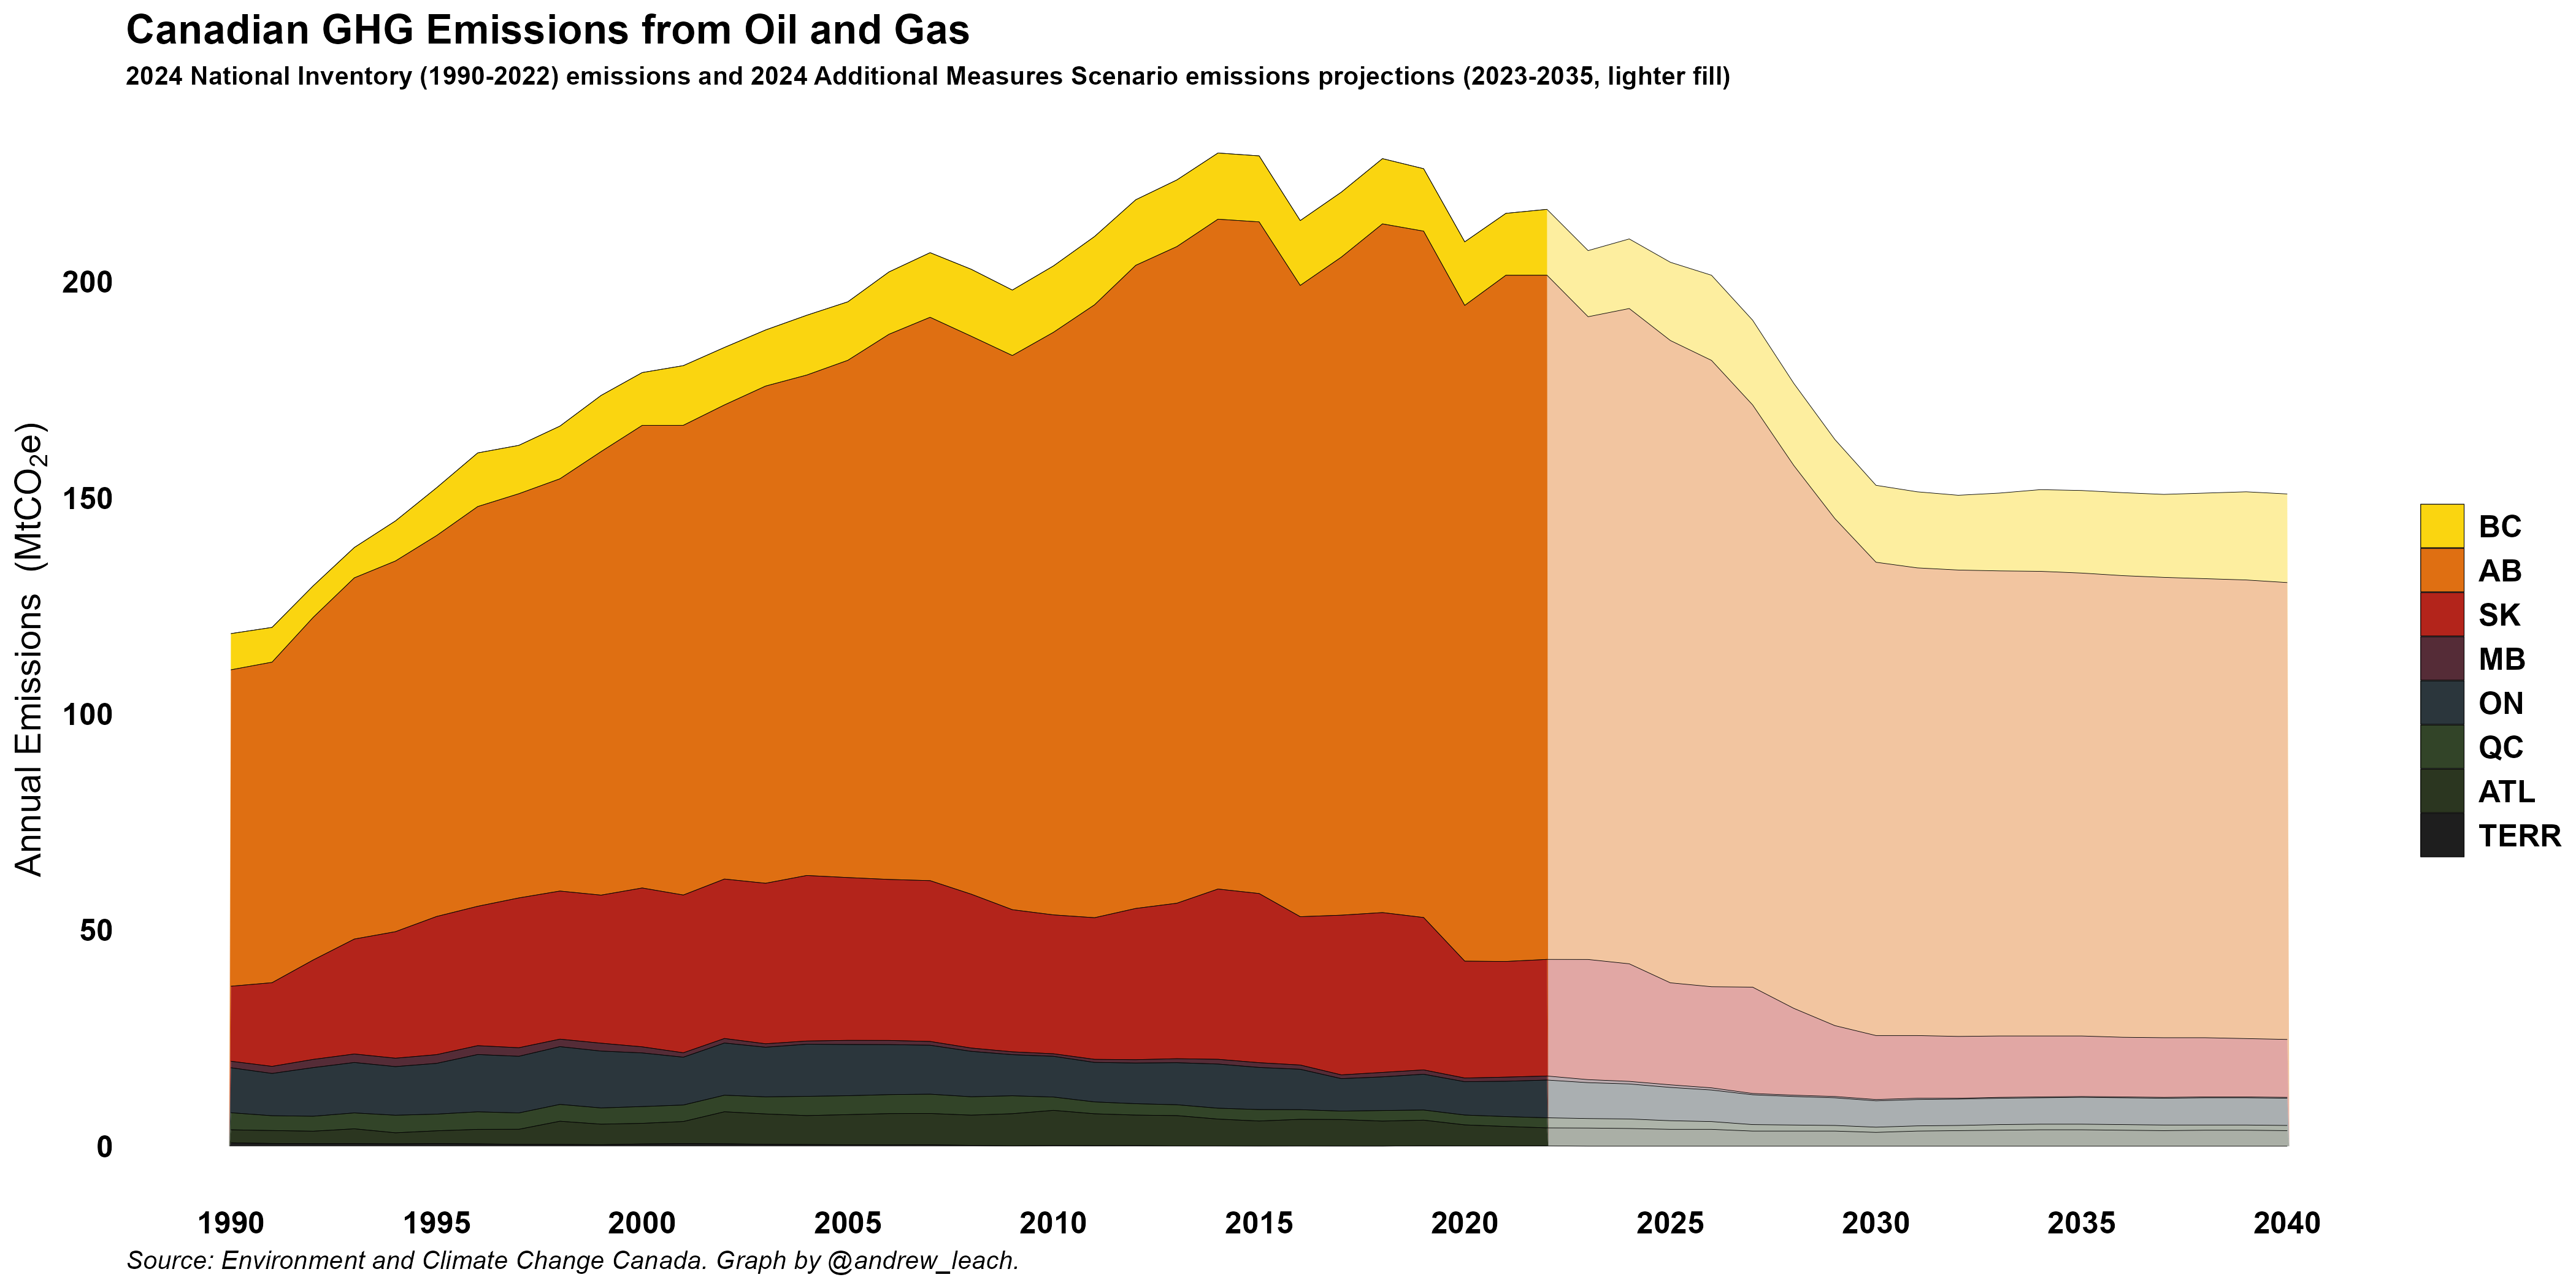 Canadian GHG Emissions from Oil and Gas
2024 National Inventory (1990-2022) emissions and 2024 Additional Measures Scenario emissions projections (2023-2035, lighter fill)
Annual Emissions (MtCO₂e)
200
150
100
50
0
1990 1995 2000 2005 2010 2015 2020 2025 2030 2035 2040
BC
AB
SK
MB
ON
QC
ATL
TERR
Source: Environment and Climate Change Canada. Graph by @andrew_leach.